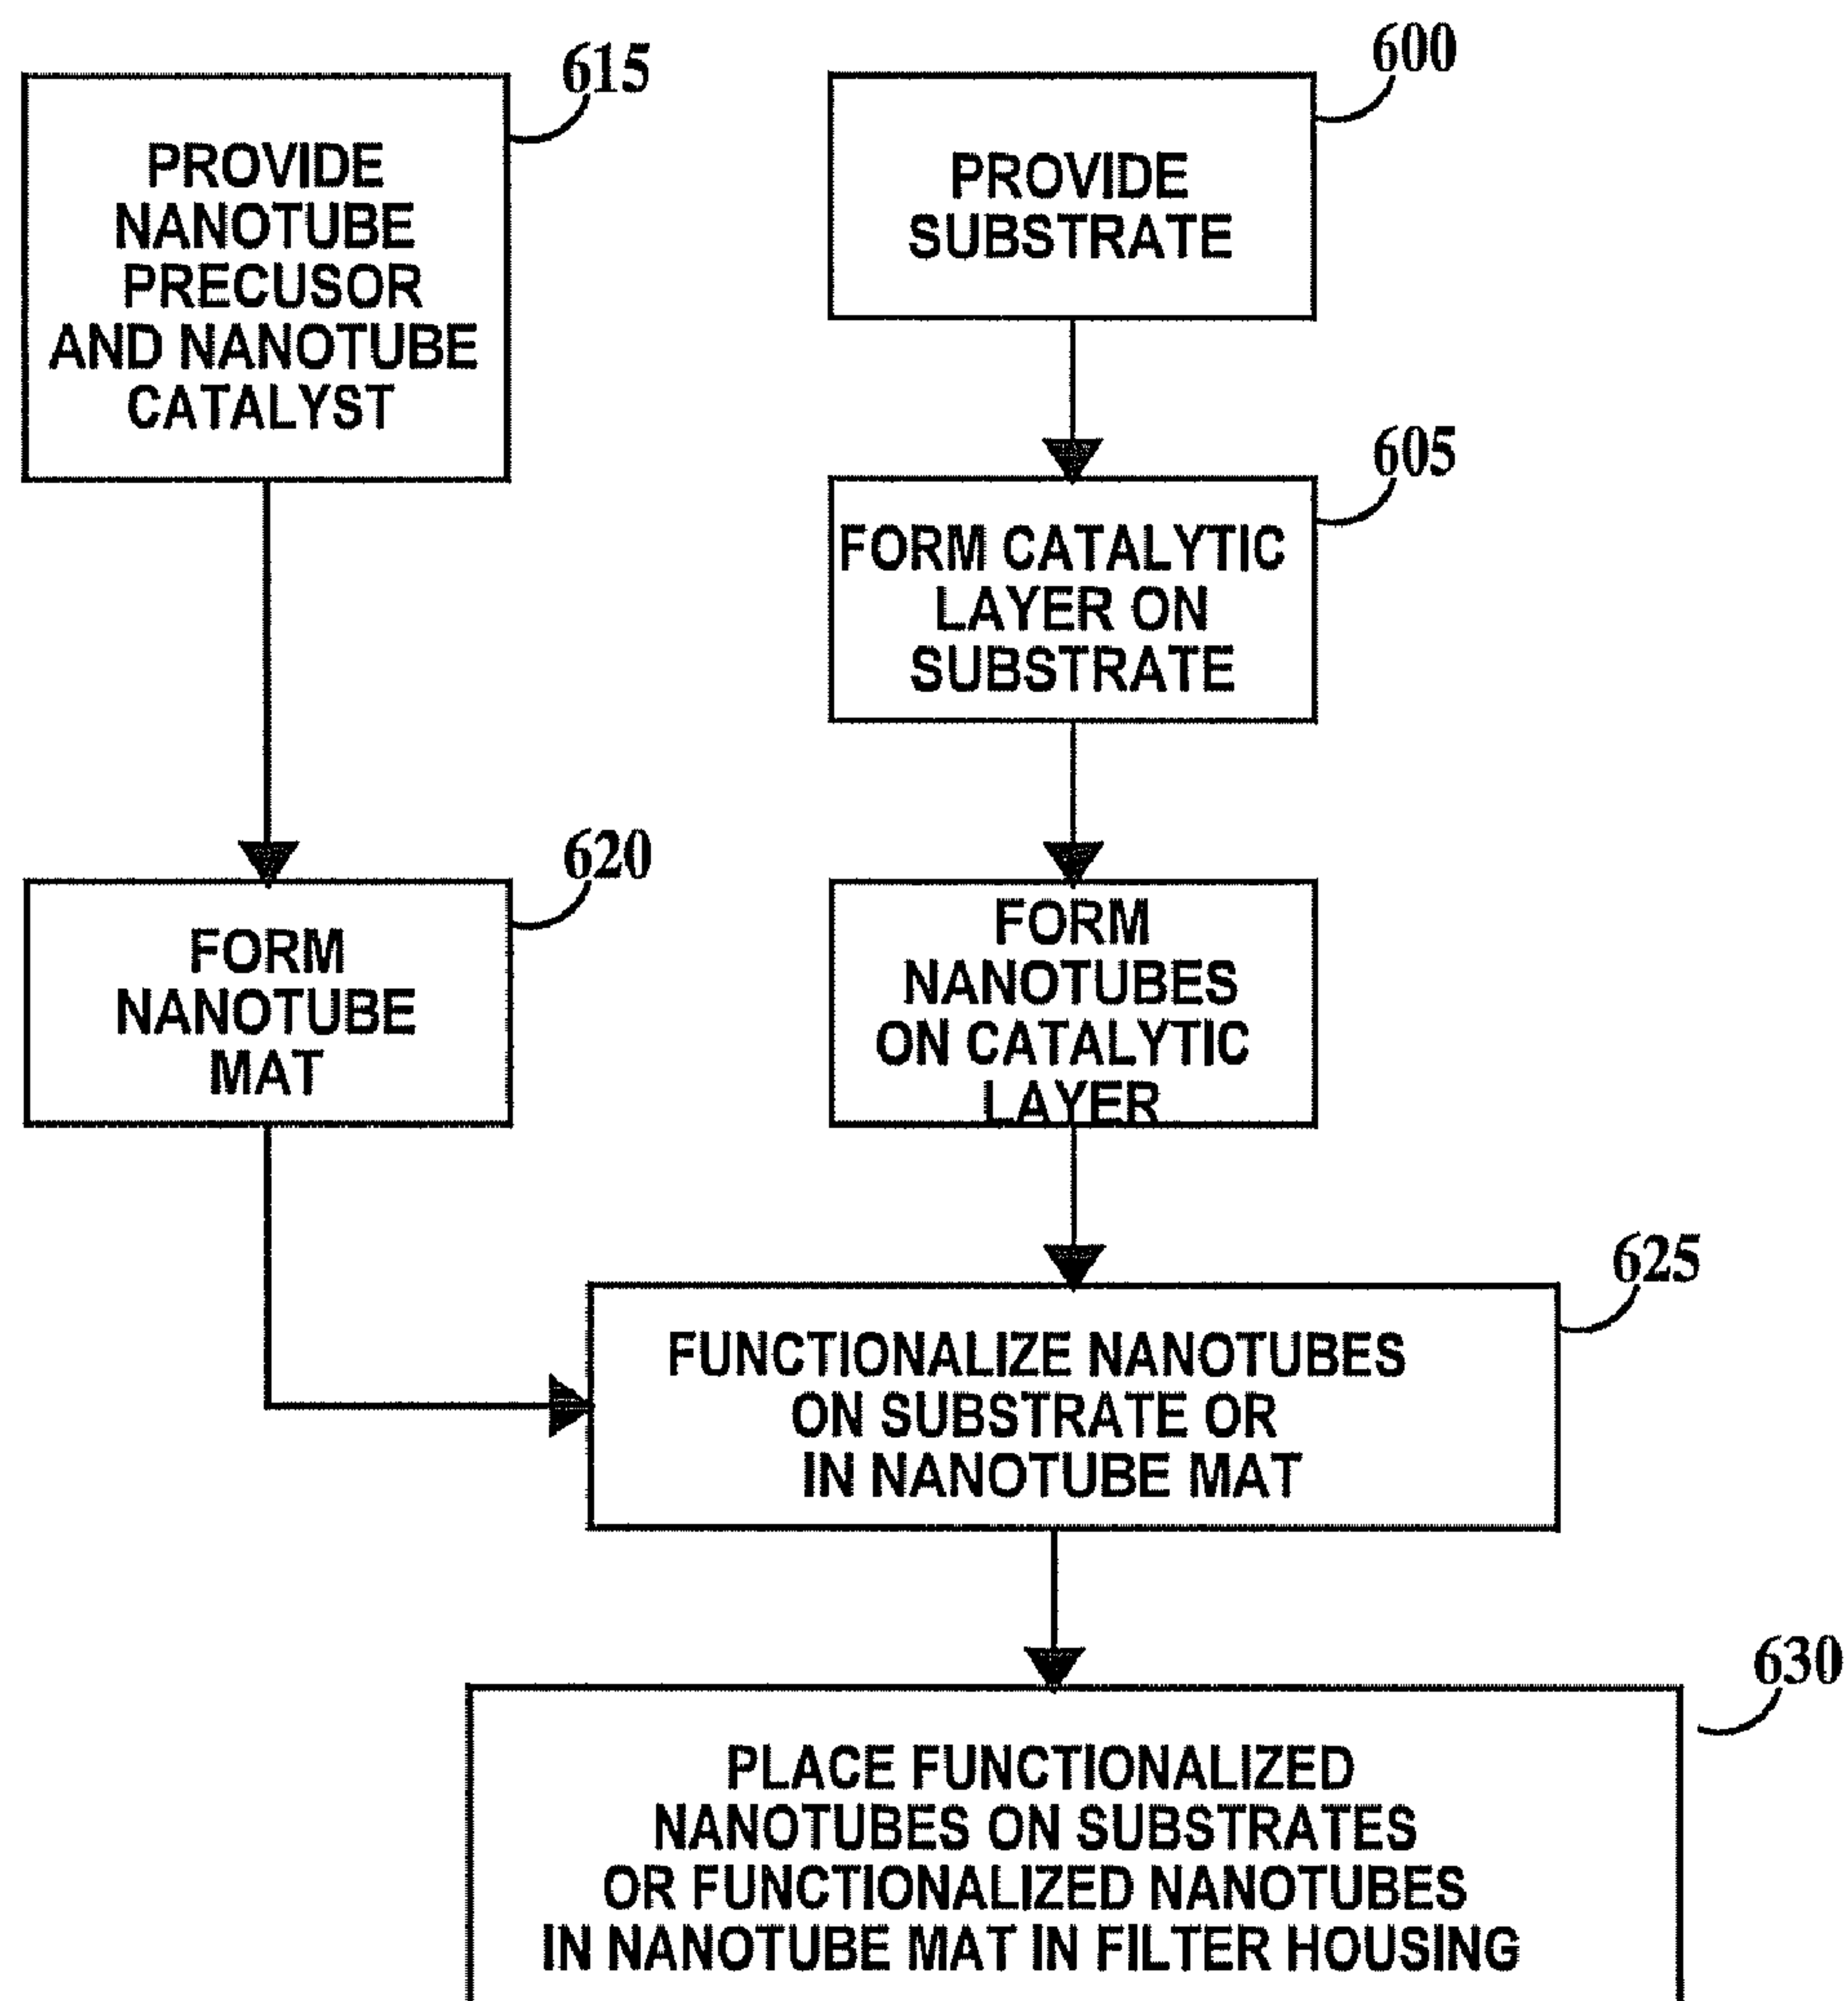 615
PROVIDE
NANOTUBE
PRECUSOR
AND NANOTUBE
CATALYST
600
PROVIDE
SUBSTRATE
605
FORM CATALYTIC
LAYER ON
SUBSTRATE
620
FORM
NANOTUBE
MAT
FORM
NANOTUBES
ON CATALYTIC
LAYER
625
FUNCTIONALIZE NANOTUBES
ON SUBSTRATE OR
IN NANOTUBE MAT
630
PLACE FUNCTIONALIZED
NANOTUBES ON SUBSTRATES
OR FUNCTIONALIZED NANOTUBES
IN NANOTUBE MAT IN FILTER HOUSING